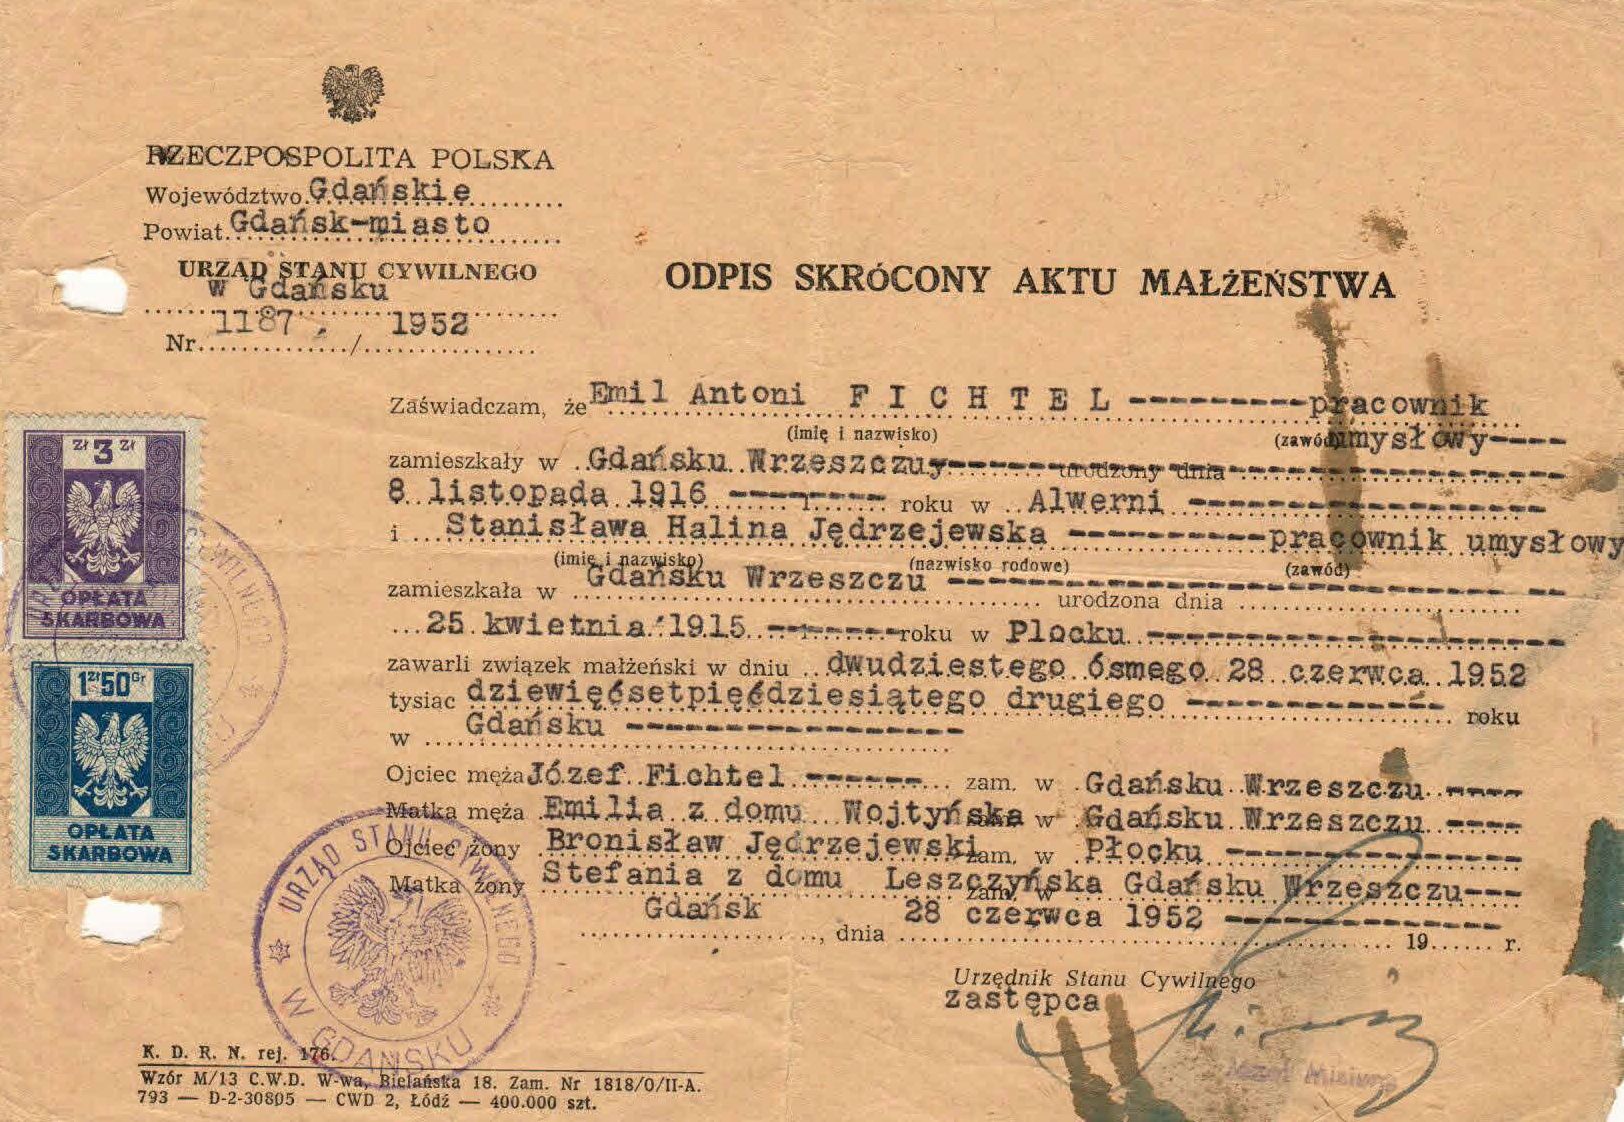 RZECZPOSPOLITA POLSKA
Województwo Gdańskie
Powiat Gdańsk-miasto
URZĄD STANU CYWILNEGO
w Gdańsku
Nr 1187 / 1952
ODPIS SKRÓCONY AKTU MAŁŻEŃSTWA
Zaświadczam, że Emil Antoni FICHTEL --------- pracownik
(imię i nazwisko) (zawód) umysłowy----
zamieszkały w Gdańsku Wrzeszczu ---------- urodzony dnia ----------
8 listopada 1916 -------- roku w Alwerni ----------
i Stanisława Halina Jędrzejewska ---------- pracownik umysłowy
(imię i nazwisko) (nazwisko rodowe) (zawód)
zamieszkała w Gdańsku Wrzeszczu ---------- urodzona dnia
25 kwietnia 1915 -------- roku w Plocku ----------
zawarli związek małżeński w dniu dwudziestego ósmego 28 czerwca 1952
tysiac dziewięćsetpięćdziesiątego drugiego ---------- roku
w Gdańsku ----------
Ojciec męża Józef Fichtel ------- zam. w Gdańsku Wrzeszczu ----
Matka męża Emilia z domu Wojtyńska zam. w Gdańsku Wrzeszczu ----
Ojciec żony Bronisław Jędrzejewski zam. w Płocku ----------
Matka żony Stefania z domu Leszczyńska zam. w Gdańsku Wrzeszczu---
Gdańsk, dnia 28 czerwca 1952 ---------- 19 r.
Urzędnik Stanu Cywilnego
zastępca
zł 3 zł
OPŁATA
SKARBOWA
1 zł 50 gr
OPŁATA
SKARBOWA
URZĄD STANU CYWILNEGO
W GDAŃSKU
K. D. R. N. rej. 176.
Wzór M/13 C.W.D. W-wa, Bielańska 18. Zam. Nr 1818/0/II-A.
793 — D-2-30805 — CWD 2, Łódź — 400.000 szt.